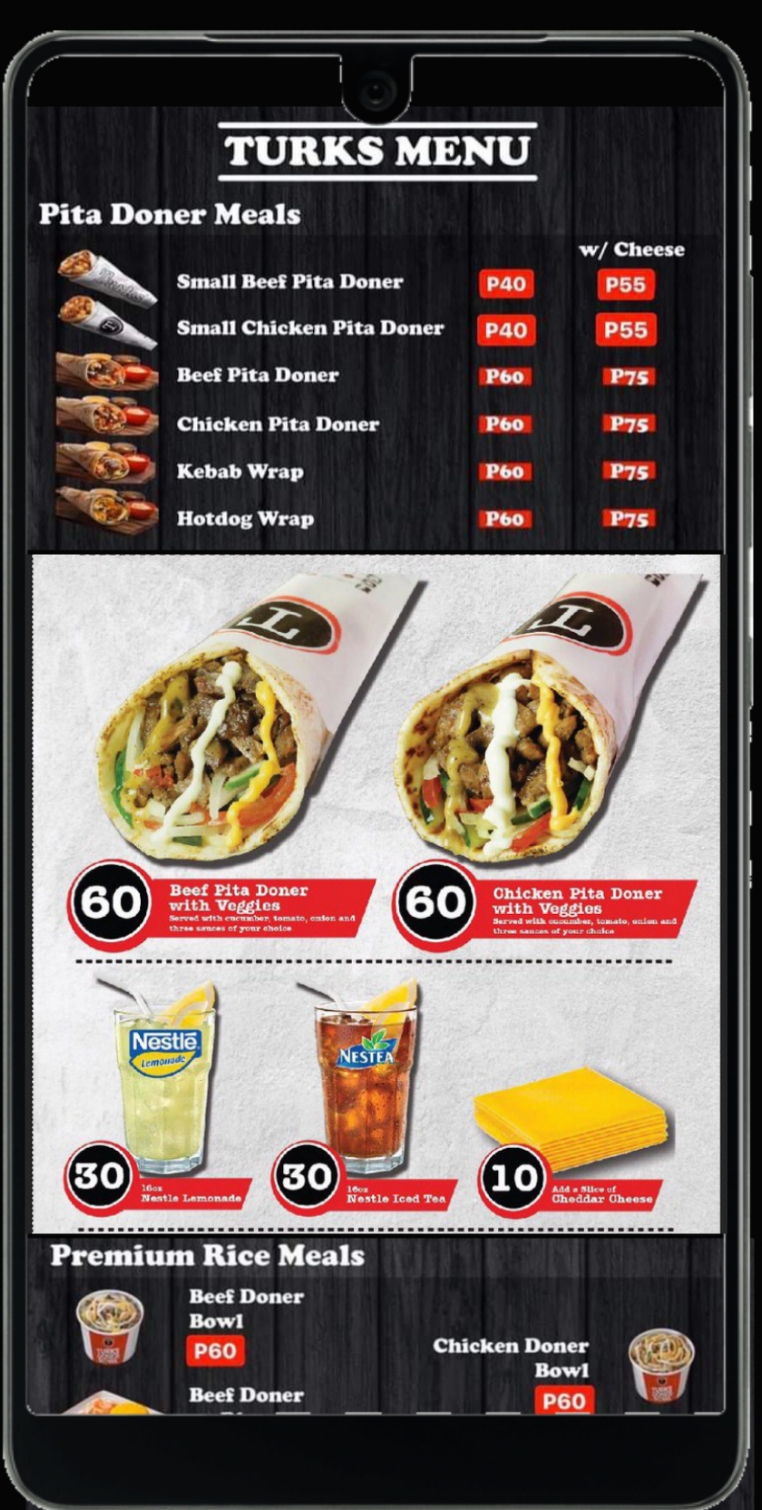 TURKS MENU
Pita Doner Meals
w/ Cheese
Small Beef Pita Doner P40 P55
Small Chicken Pita Doner P40 P55
Beef Pita Doner P60 P75
Chicken Pita Doner P60 P75
Kebab Wrap P60 P75
Hotdog Wrap P60 P75
T
T
60
Beef Pita Doner
with Veggies
Served with cucumber, tomato, onion and
three sauces of your choice
60
Chicken Pita Doner
with Veggies
Served with cucumber, tomato, onion and
three sauces of your choice
Nestlé
Lemonade
NESTEA
30
16oz
Nestle Lemonade
30
16oz
Nestle Iced Tea
10
Add a Slice of
Cheddar Cheese
Premium Rice Meals
Beef Doner
Bowl
P60
Chicken Doner
Bowl
P60
TURKS
TURKS
Beef Doner